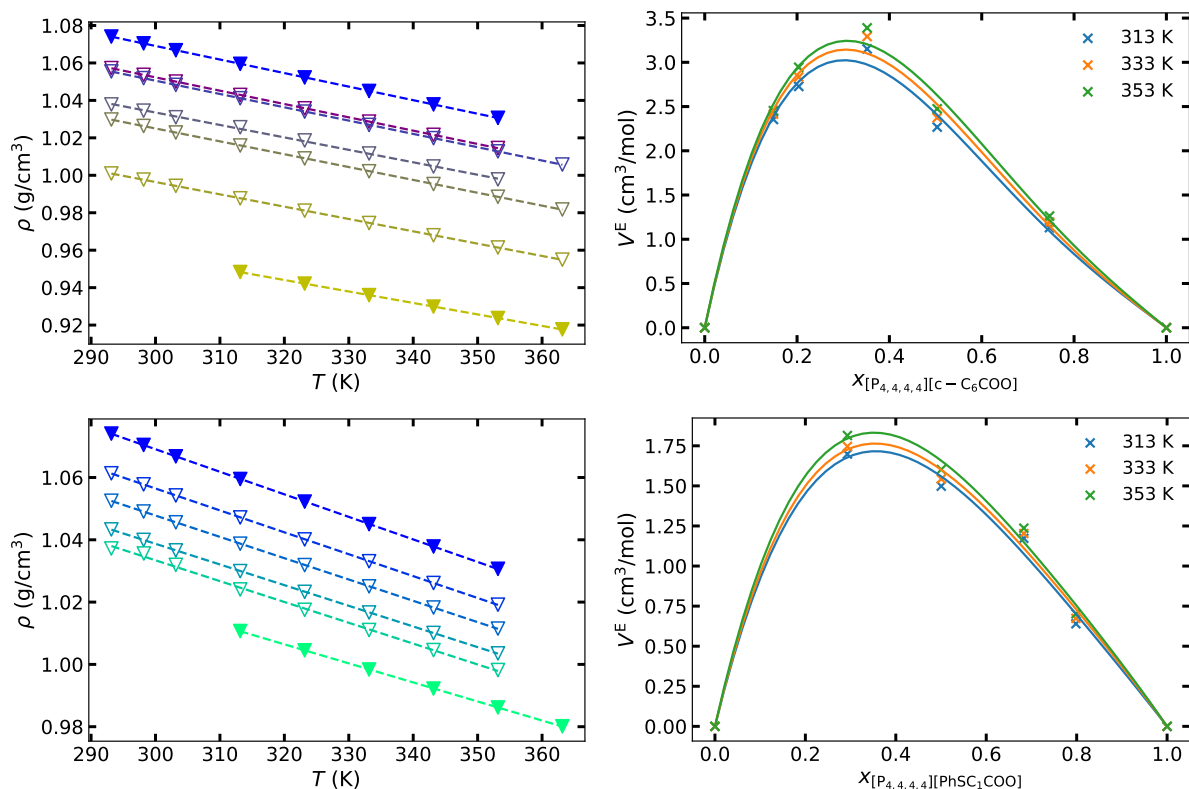 1.08
1.06
1.04
1.02
1.00
0.98
0.96
0.94
0.92
ρ (g/cm³)
290 300 310 320 330 340 350 360
T (K)
3.5
3.0
2.5
2.0
1.5
1.0
0.5
0.0
Vᴱ (cm³/mol)
313 K
333 K
353 K
0.0 0.2 0.4 0.6 0.8 1.0
x[P₄,₄,₄,₄][c − C₆COO]
1.06
1.04
1.02
1.00
0.98
ρ (g/cm³)
290 300 310 320 330 340 350 360
T (K)
1.75
1.50
1.25
1.00
0.75
0.50
0.25
0.00
Vᴱ (cm³/mol)
313 K
333 K
353 K
0.0 0.2 0.4 0.6 0.8 1.0
x[P₄,₄,₄,₄][PhSC₁COO]